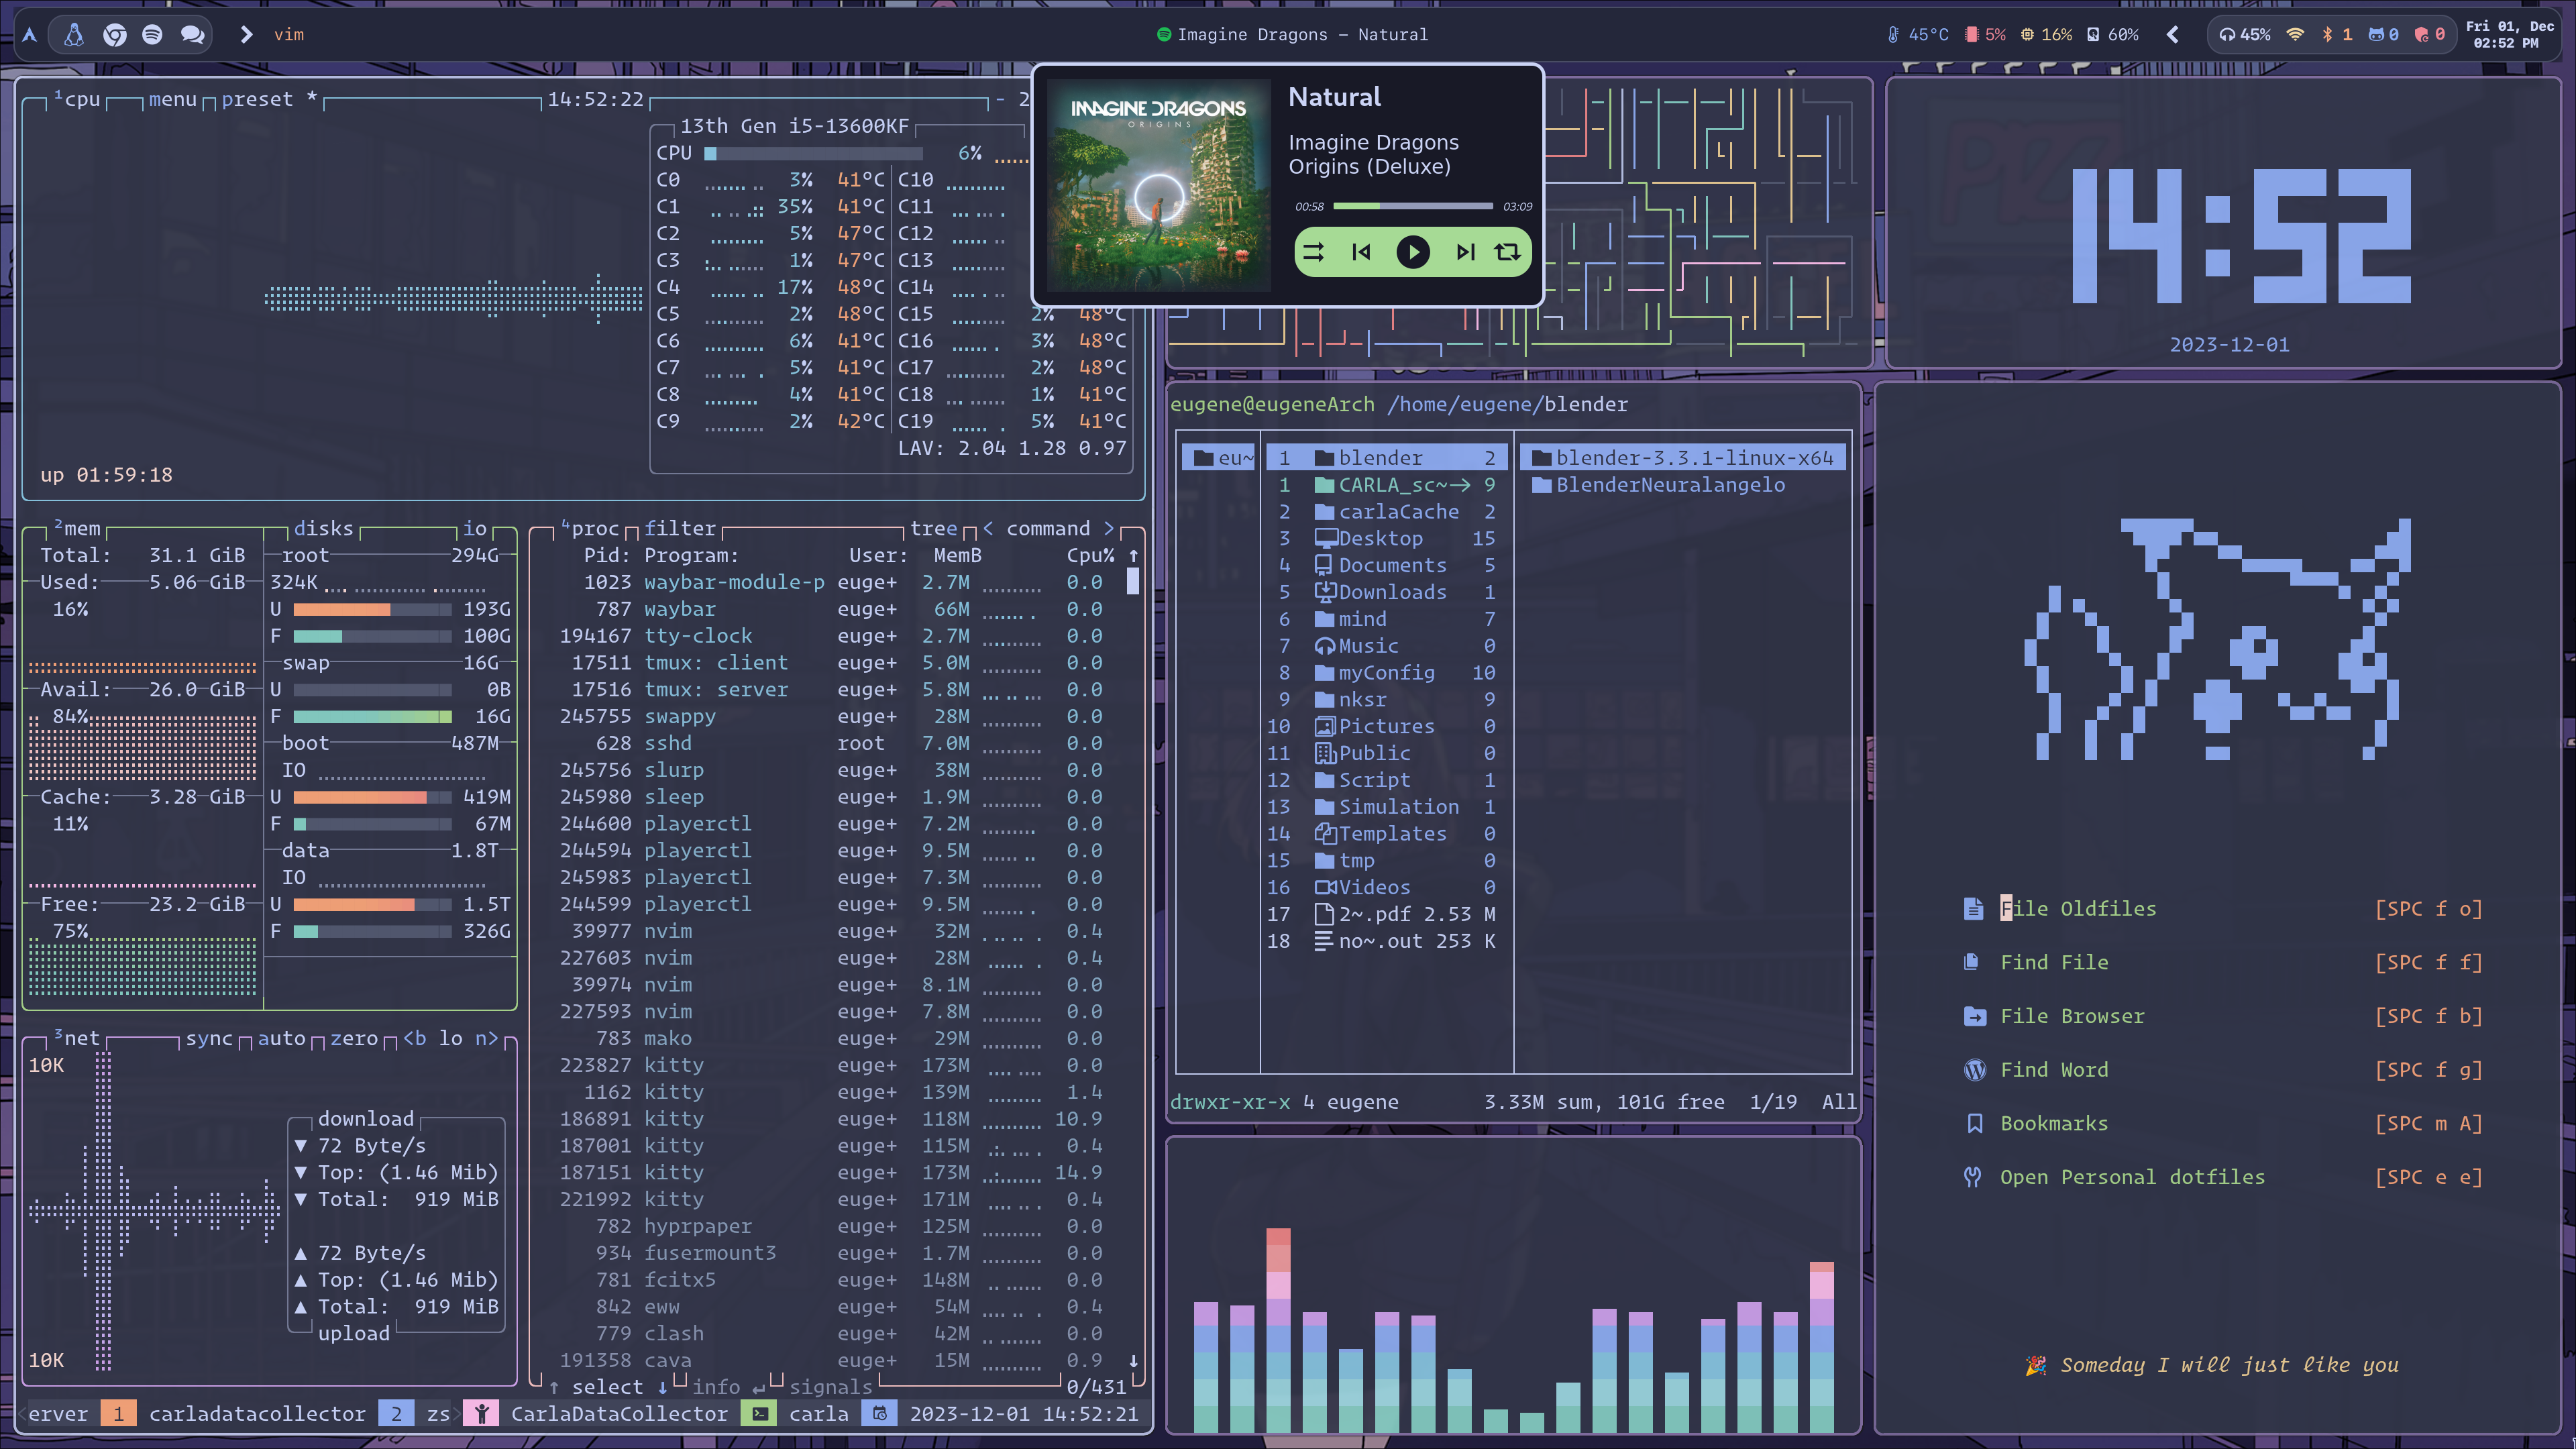 vim
Imagine Dragons – Natural
45°C 5% 16% 60%
45% 1 0 0
Fri 01, Dec
02:52 PM
¹cpu menu preset * 14:52:22 - 2
13th Gen i5-13600KF
CPU 6%
C0 3% 41°C C10
C1 35% 41°C C11
C2 5% 47°C C12
C3 1% 47°C C13
C4 17% 48°C C14
C5 2% 48°C C15 2% 48°C
C6 6% 41°C C16 3% 48°C
C7 5% 41°C C17 2% 48°C
C8 4% 41°C C18 1% 41°C
C9 2% 42°C C19 5% 41°C
LAV: 2.04 1.28 0.97
up 01:59:18
IMAGINE DRAGONS
ORIGINS
Natural
Imagine Dragons
Origins (Deluxe)
00:58 03:09
14:52
2023-12-01
²mem disks io
Total: 31.1 GiB
Used: 5.06 GiB
16%
Avail: 26.0 GiB
84%
Cache: 3.28 GiB
11%
Free: 23.2 GiB
75%
root 294G
324K
U 193G
F 100G
swap 16G
U 0B
F 16G
boot 487M
IO
U 419M
F 67M
data 1.8T
IO
U 1.5T
F 326G
³net sync auto zero <b lo n>
10K
download
▼ 72 Byte/s
▼ Top: (1.46 Mib)
▼ Total: 919 MiB
▲ 72 Byte/s
▲ Top: (1.46 Mib)
▲ Total: 919 MiB
upload
10K
⁴proc filter tree < command >
Pid: Program: User: MemB Cpu% ↑
1023 waybar-module-p euge+ 2.7M 0.0
787 waybar euge+ 66M 0.0
194167 tty-clock euge+ 2.7M 0.0
17511 tmux: client euge+ 5.0M 0.0
17516 tmux: server euge+ 5.8M 0.0
245755 swappy euge+ 28M 0.0
628 sshd root 7.0M 0.0
245756 slurp euge+ 38M 0.0
245980 sleep euge+ 1.9M 0.0
244600 playerctl euge+ 7.2M 0.0
244594 playerctl euge+ 9.5M 0.0
245983 playerctl euge+ 7.3M 0.0
244599 playerctl euge+ 9.5M 0.0
39977 nvim euge+ 32M 0.4
227603 nvim euge+ 28M 0.4
39974 nvim euge+ 8.1M 0.0
227593 nvim euge+ 7.8M 0.0
783 mako euge+ 29M 0.0
223827 kitty euge+ 173M 0.0
1162 kitty euge+ 139M 1.4
186891 kitty euge+ 118M 10.9
187001 kitty euge+ 115M 0.4
187151 kitty euge+ 173M 14.9
221992 kitty euge+ 171M 0.4
782 hyprpaper euge+ 125M 0.0
934 fusermount3 euge+ 1.7M 0.0
781 fcitx5 euge+ 148M 0.0
842 eww euge+ 54M 0.4
779 clash euge+ 42M 0.0
191358 cava euge+ 15M 0.9 ↓
↑ select ↓ info ↵ signals 0/431
<erver 1 carladatacollector 2 zs> CarlaDataCollector carla 2023-12-01 14:52:21
eugene@eugeneArch /home/eugene/blender
eu~
1 blender 2
1 CARLA_sc~-> 9
2 carlaCache 2
3 Desktop 15
4 Documents 5
5 Downloads 1
6 mind 7
7 Music 0
8 myConfig 10
9 nksr 9
10 Pictures 0
11 Public 0
12 Script 1
13 Simulation 1
14 Templates 0
15 tmp 0
16 Videos 0
17 2~.pdf 2.53 M
18 no~.out 253 K
blender-3.3.1-linux-x64
BlenderNeuralangelo
drwxr-xr-x 4 eugene 3.33M sum, 101G free 1/19 All
File Oldfiles [SPC f o]
Find File [SPC f f]
File Browser [SPC f b]
Find Word [SPC f g]
Bookmarks [SPC m A]
Open Personal dotfiles [SPC e e]
🎉 Someday I will just like you